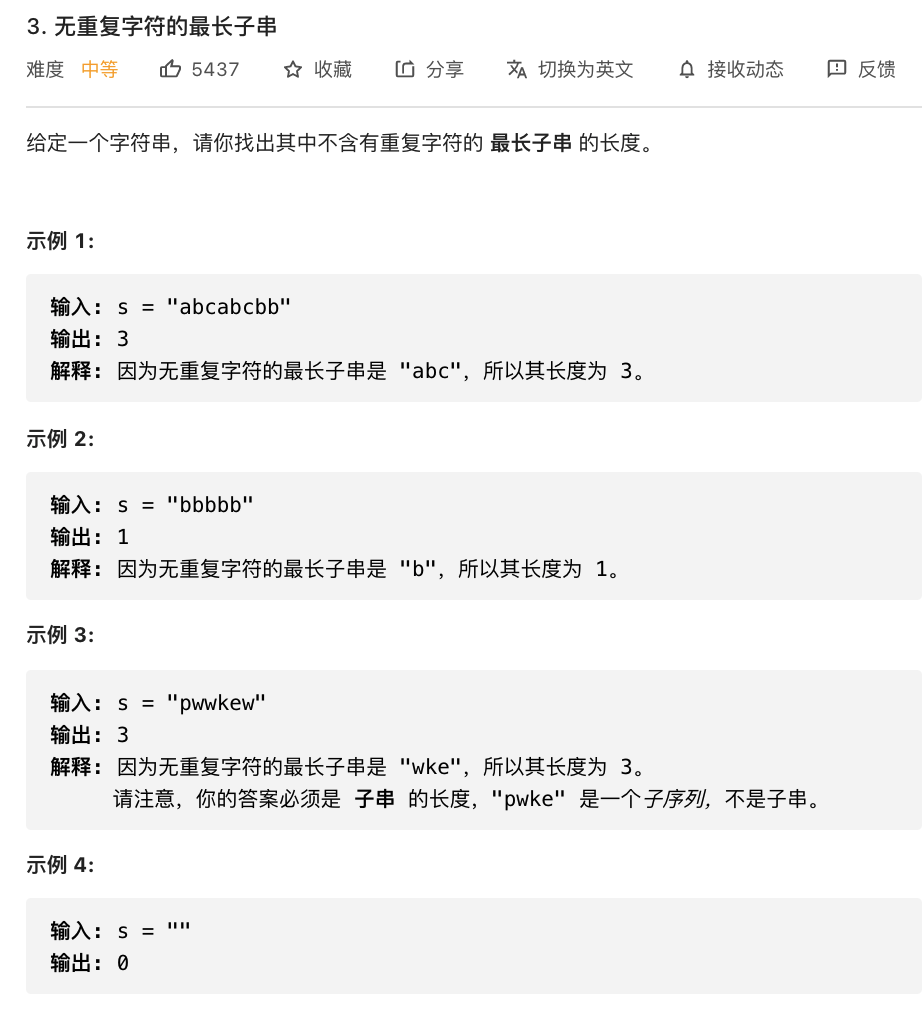 3. 无重复字符的最长子串
难度 中等 5437 收藏 分享 切换为英文 接收动态 反馈
给定一个字符串，请你找出其中不含有重复字符的 最长子串 的长度。
示例 1:
输入: s = "abcabcbb"
输出: 3
解释: 因为无重复字符的最长子串是 "abc"，所以其长度为 3。
示例 2:
输入: s = "bbbbb"
输出: 1
解释: 因为无重复字符的最长子串是 "b"，所以其长度为 1。
示例 3:
输入: s = "pwwkew"
输出: 3
解释: 因为无重复字符的最长子串是 "wke"，所以其长度为 3。
请注意，你的答案必须是 子串 的长度，"pwke" 是一个子序列，不是子串。
示例 4:
输入: s = ""
输出: 0